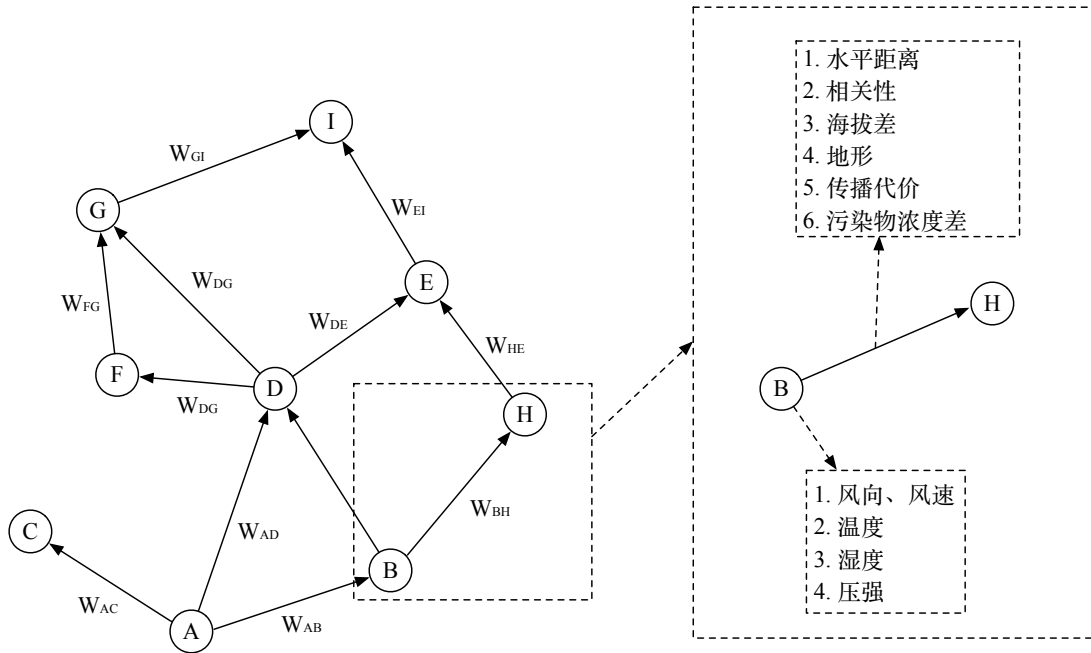 I
W_GI
G
W_EI
W_DG
E
W_FG
W_DE
W_HE
F
D
W_DG
H
C
W_AD
W_BH
B
W_AC
A
W_AB
1. 水平距离
2. 相关性
3. 海拔差
4. 地形
5. 传播代价
6. 污染物浓度差
H
B
1. 风向、风速
2. 温度
3. 湿度
4. 压强